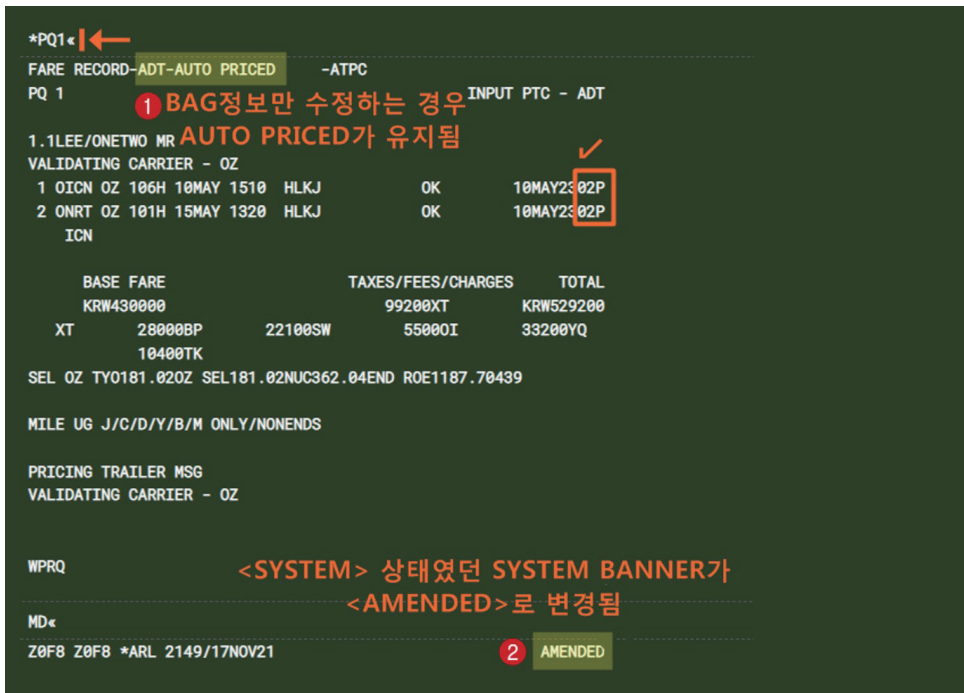 *PQ1«
FARE RECORD-ADT-AUTO PRICED -ATPC
PQ 1 INPUT PTC - ADT
1 BAG정보만 수정하는 경우
AUTO PRICED가 유지됨
1.1LEE/ONETWO MR
VALIDATING CARRIER - OZ
1 OICN OZ 106H 10MAY 1510 HLKJ OK 10MAY2302P
2 ONRT OZ 101H 15MAY 1320 HLKJ OK 10MAY2302P
ICN
BASE FARE TAXES/FEES/CHARGES TOTAL
KRW430000 99200XT KRW529200
XT 28000BP 22100SW 5500OI 33200YQ
10400TK
SEL OZ TYO181.02OZ SEL181.02NUC362.04END ROE1187.70439
MILE UG J/C/D/Y/B/M ONLY/NONENDS
PRICING TRAILER MSG
VALIDATING CARRIER - OZ
WPRQ
<SYSTEM> 상태였던 SYSTEM BANNER가
<AMENDED>로 변경됨
MD«
Z0F8 Z0F8 *ARL 2149/17NOV21 2 AMENDED